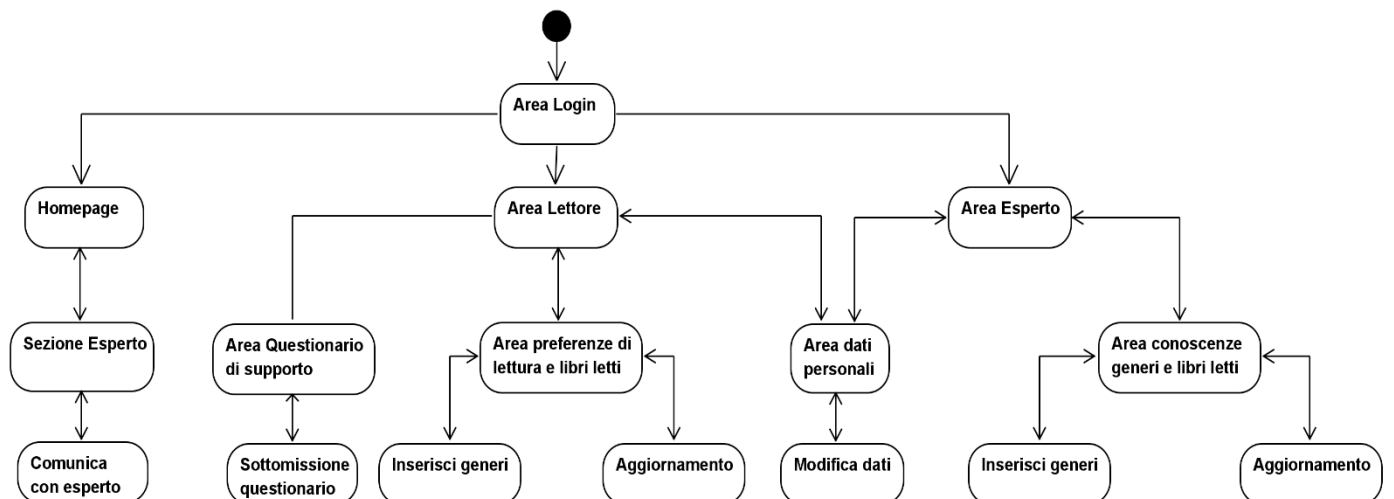 Area Login
Homepage
Area Lettore
Area Esperto
Sezione Esperto
Area Questionario
di supporto
Area preferenze di
lettura e libri letti
Area dati
personali
Area conoscenze
generi e libri letti
Comunica
con esperto
Sottomissione
questionario
Inserisci generi
Aggiornamento
Modifica dati
Inserisci generi
Aggiornamento